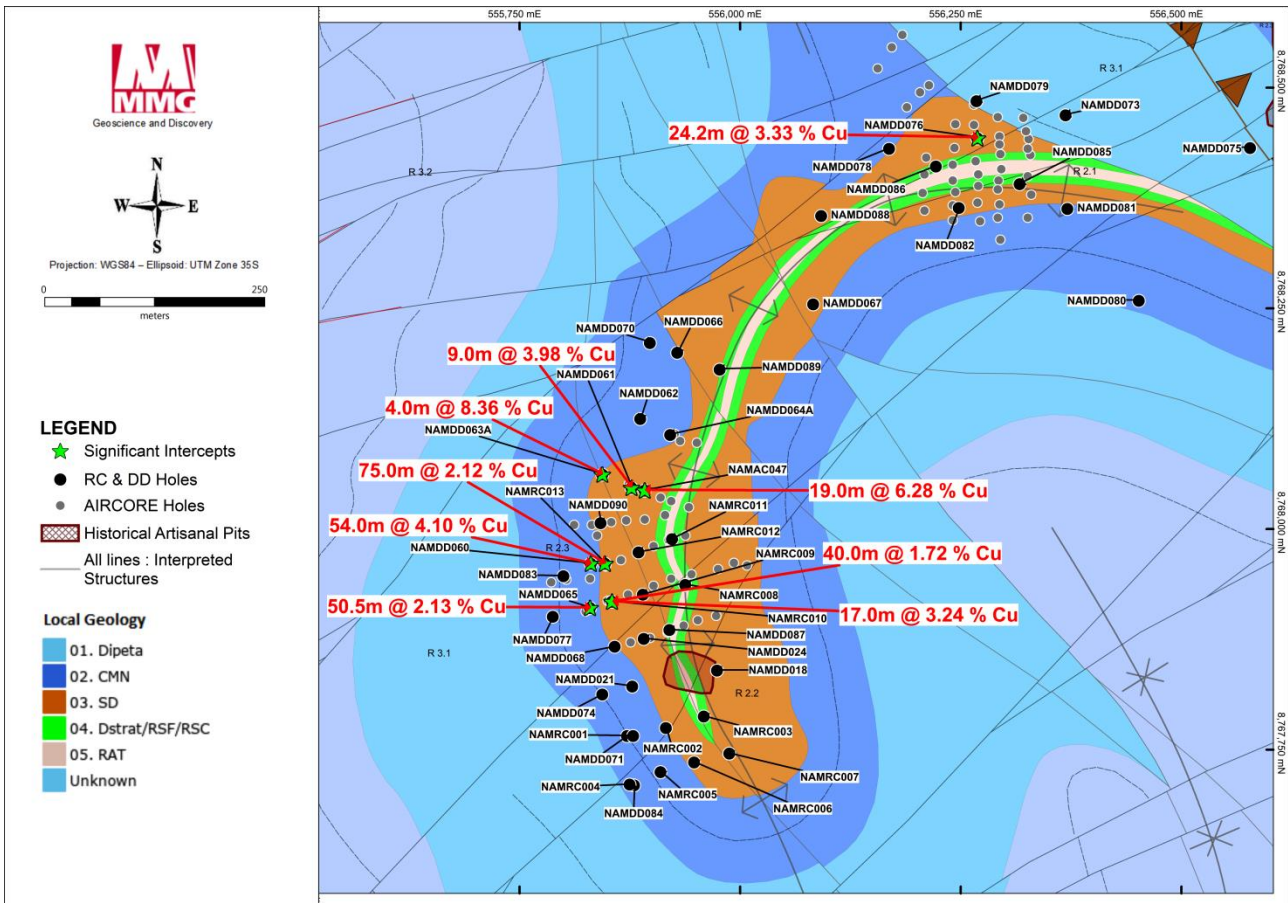 555,750 mE
556,000 mE
556,250 mE
556,500 mE
MMG
Geoscience and Discovery
N
W E
S
Projection: WGS84 – Ellipsoid: UTM Zone 35S
0 250
meters
LEGEND
Significant Intercepts
RC & DD Holes
AIRCORE Holes
Historical Artisanal Pits
All lines : Interpreted
Structures
Local Geology
01. Dipeta
02. CMN
03. SD
04. Dstrat/RSF/RSC
05. RAT
Unknown
8,768,500 mN
8,768,250 mN
8,768,000 mN
8,767,750 mN
R 3.1
NAMDD079
NAMDD073
NAMDD076
24.2m @ 3.33 % Cu
NAMDD085
NAMDD075
NAMDD078
R 3.2
R 2.1
NAMDD086
NAMDD088
NAMDD081
NAMDD082
NAMDD080
NAMDD067
NAMDD066
NAMDD070
9.0m @ 3.98 % Cu
NAMDD089
NAMDD061
NAMDD062
4.0m @ 8.36 % Cu
NAMDD064A
NAMDD063A
75.0m @ 2.12 % Cu
NAMAC047
19.0m @ 6.28 % Cu
NAMRC013
NAMDD090
NAMRC011
54.0m @ 4.10 % Cu
NAMRC012
NAMDD060
R 2.3
NAMRC009
40.0m @ 1.72 % Cu
NAMDD083
NAMDD065
NAMRC008
50.5m @ 2.13 % Cu
NAMRC010
17.0m @ 3.24 % Cu
NAMDD077
NAMDD087
NAMDD024
R 3.1
NAMDD068
NAMDD018
NAMDD021
R 2.2
NAMDD074
NAMRC003
NAMRC001
NAMRC002
NAMDD071
NAMRC007
NAMRC004
NAMRC005
NAMRC006
NAMDD084